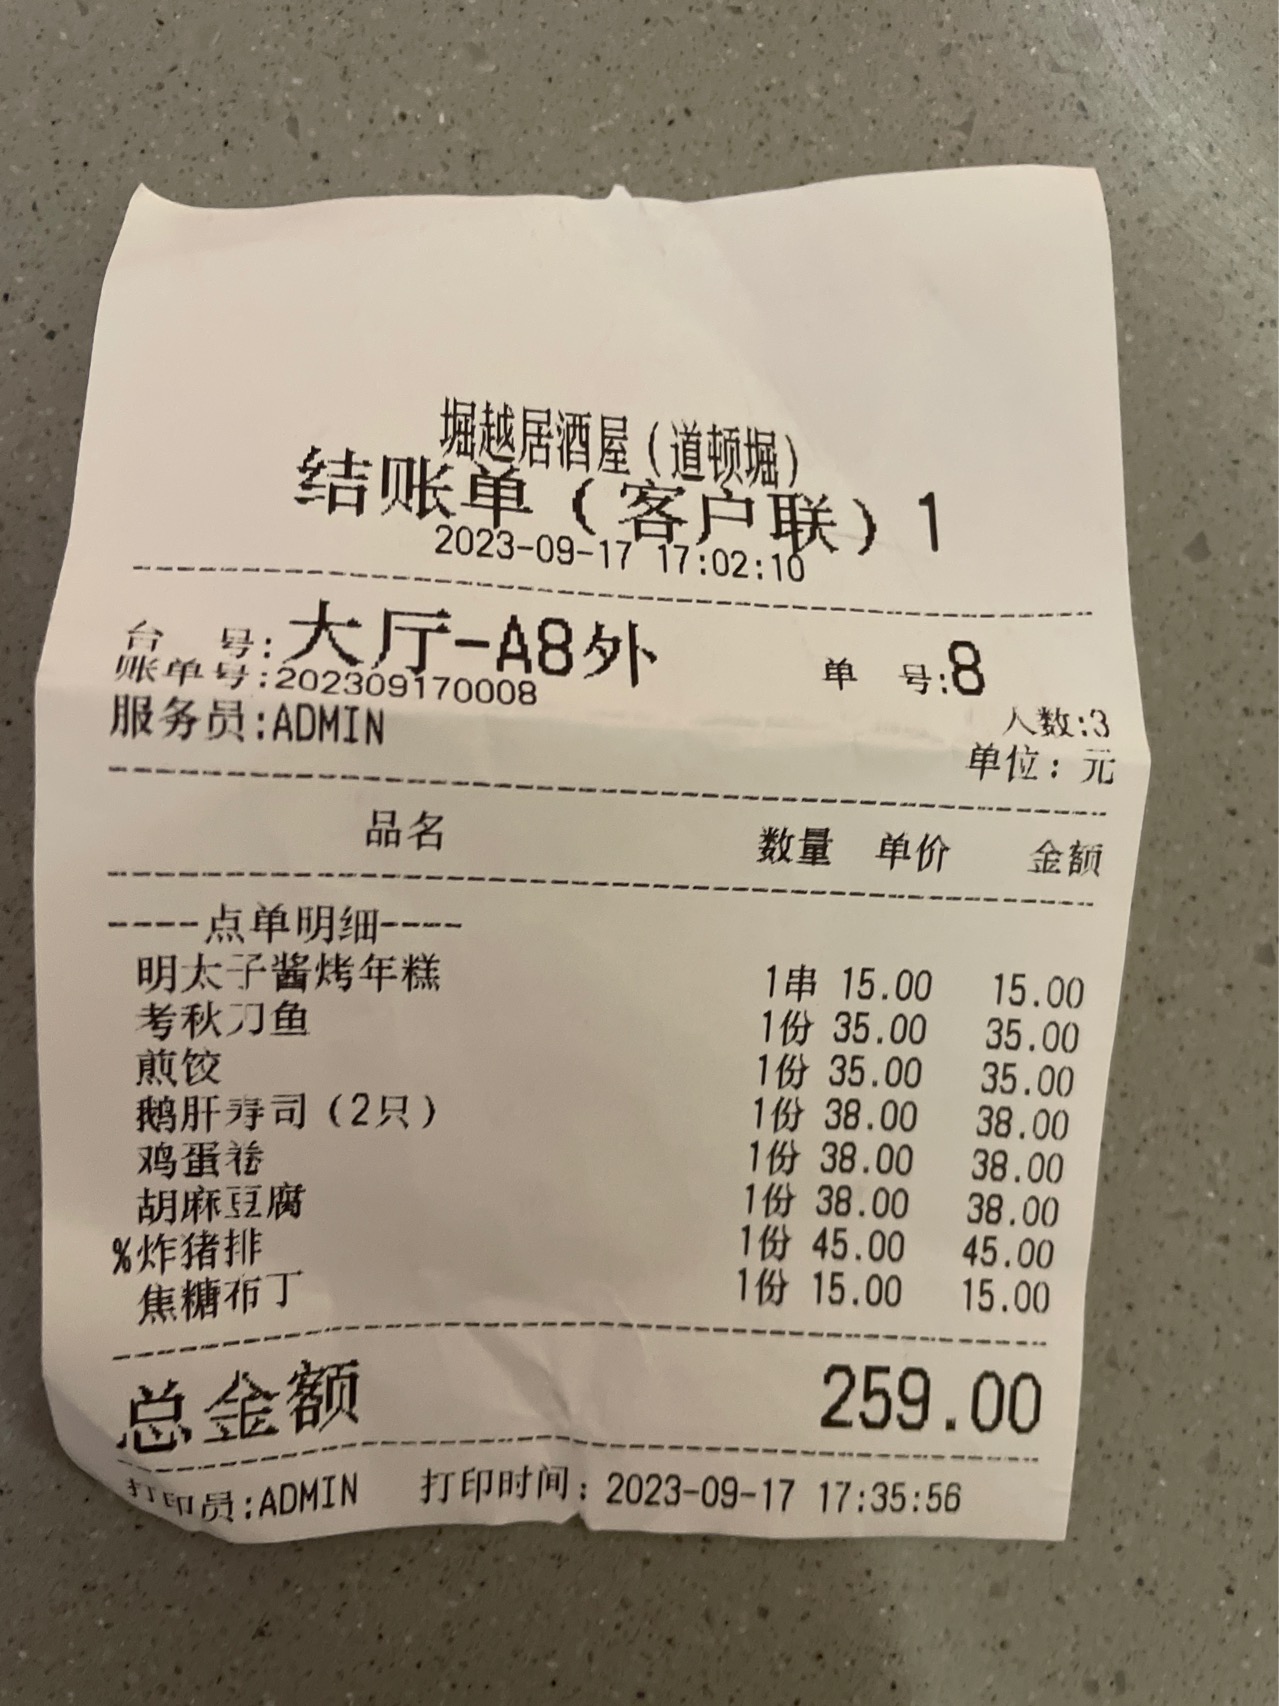 堀越居酒屋(道顿堀)
结账单(客户联)1
2023-09-17 17:02:10
台 号:大厅-A8外 单 号:8
账单号:202309170008
服务员:ADMIN 人数:3
单位:元
品名 数量 单价 金额
----点单明细----
明太子酱烤年糕 1串 15.00 15.00
考秋刀鱼 1份 35.00 35.00
煎饺 1份 35.00 35.00
鹅肝寿司(2只) 1份 38.00 38.00
鸡蛋卷 1份 38.00 38.00
胡麻豆腐 1份 38.00 38.00
%炸猪排 1份 45.00 45.00
焦糖布丁 1份 15.00 15.00
总金额 259.00
打印员:ADMIN 打印时间:2023-09-17 17:35:56